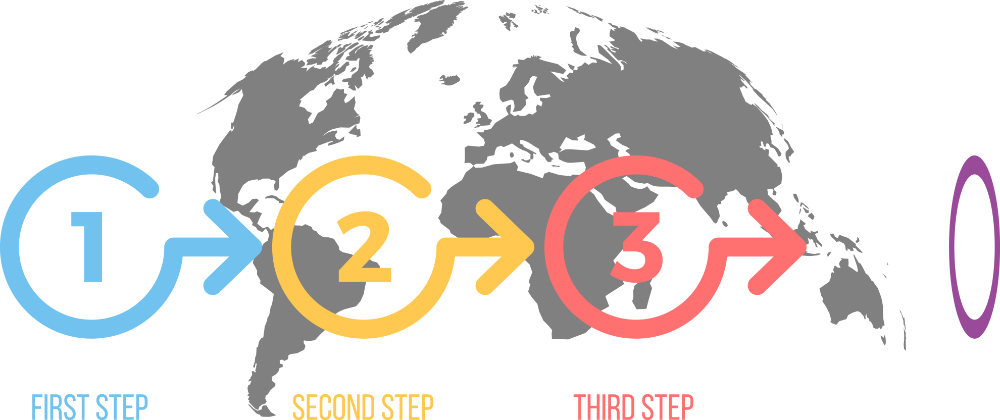 1
2
3
FIRST STEP
SECOND STEP
THIRD STEP